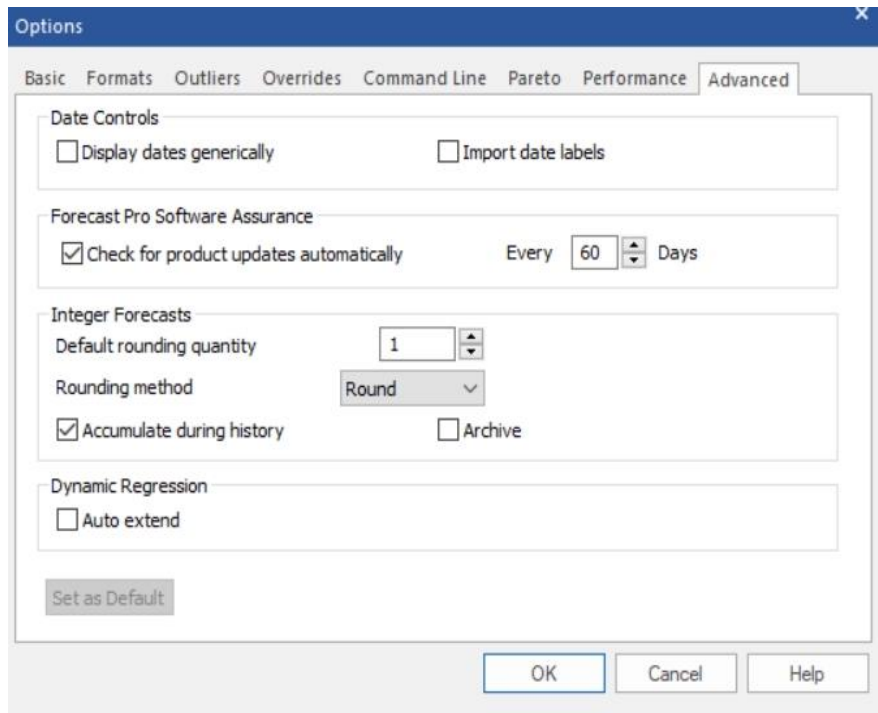 Options
Basic Formats Outliers Overrides Command Line Pareto Performance Advanced
Date Controls
Display dates generically Import date labels
Forecast Pro Software Assurance
Check for product updates automatically Every 60 Days
Integer Forecasts
Default rounding quantity 1
Rounding method Round
Accumulate during history Archive
Dynamic Regression
Auto extend
Set as Default
OK Cancel Help